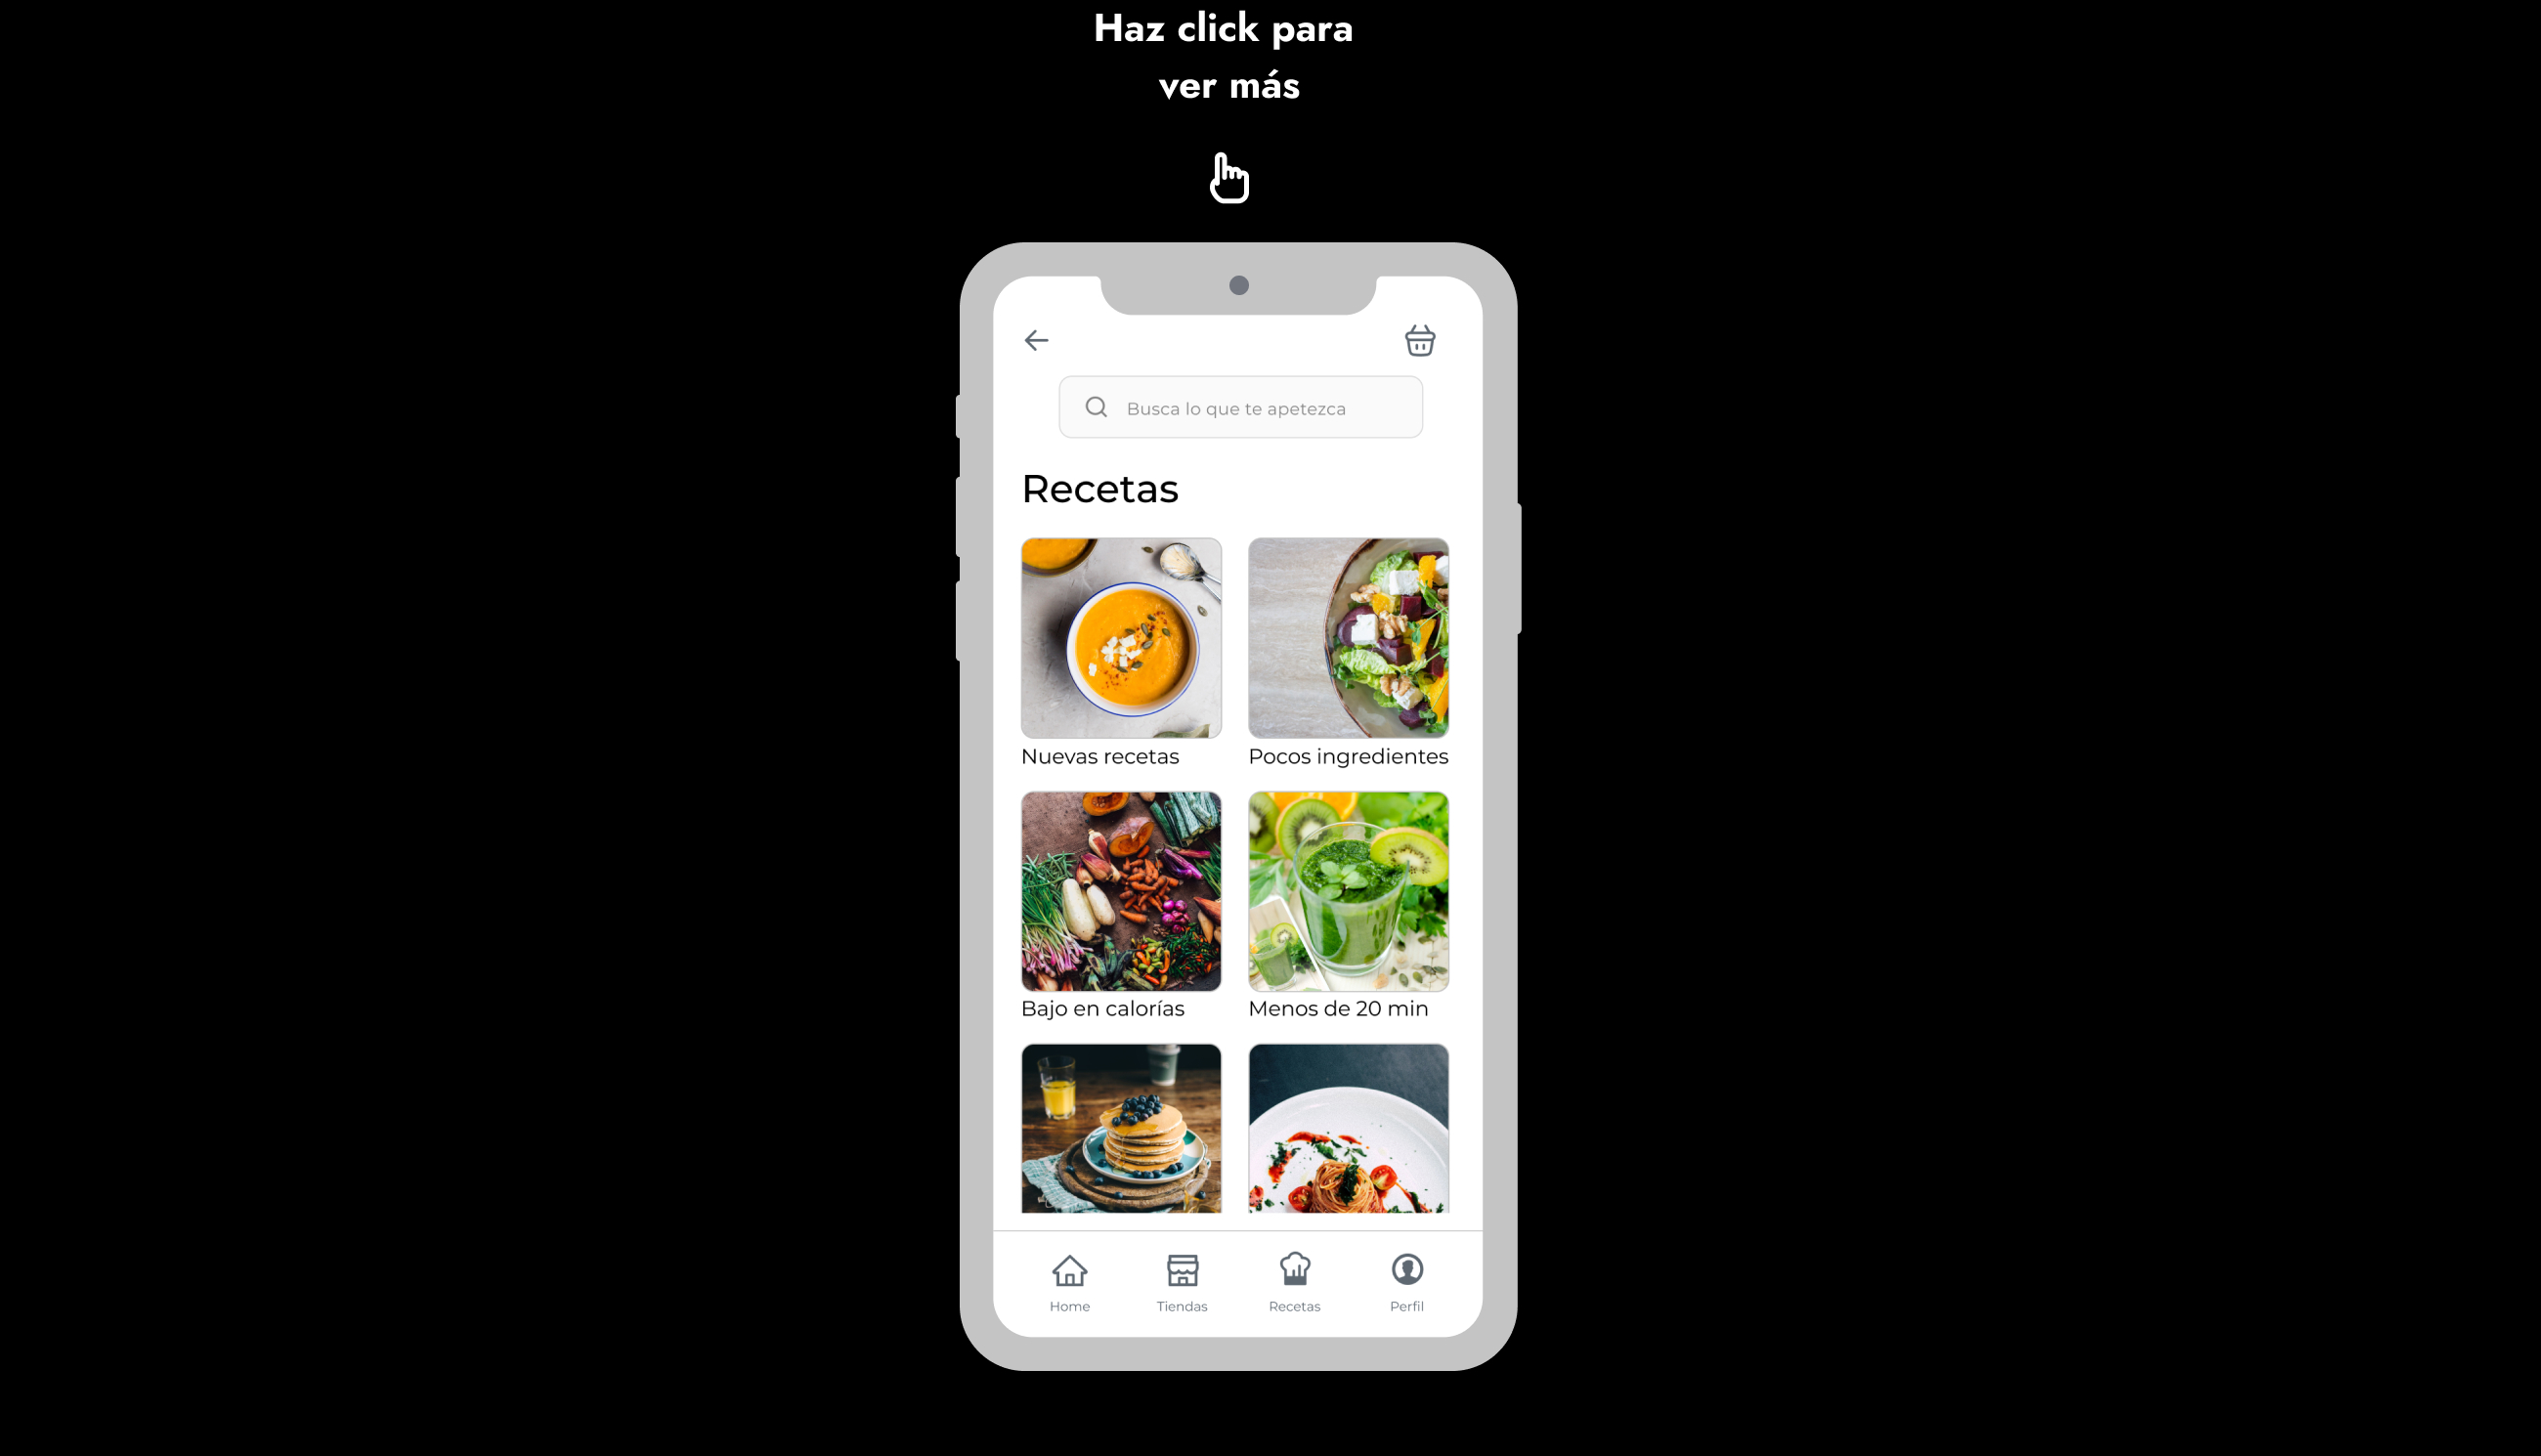 Haz click para
ver más
Busca lo que te apetezca
Recetas
Nuevas recetas
Pocos ingredientes
Bajo en calorías
Menos de 20 min
Home
Tiendas
Recetas
Perfil